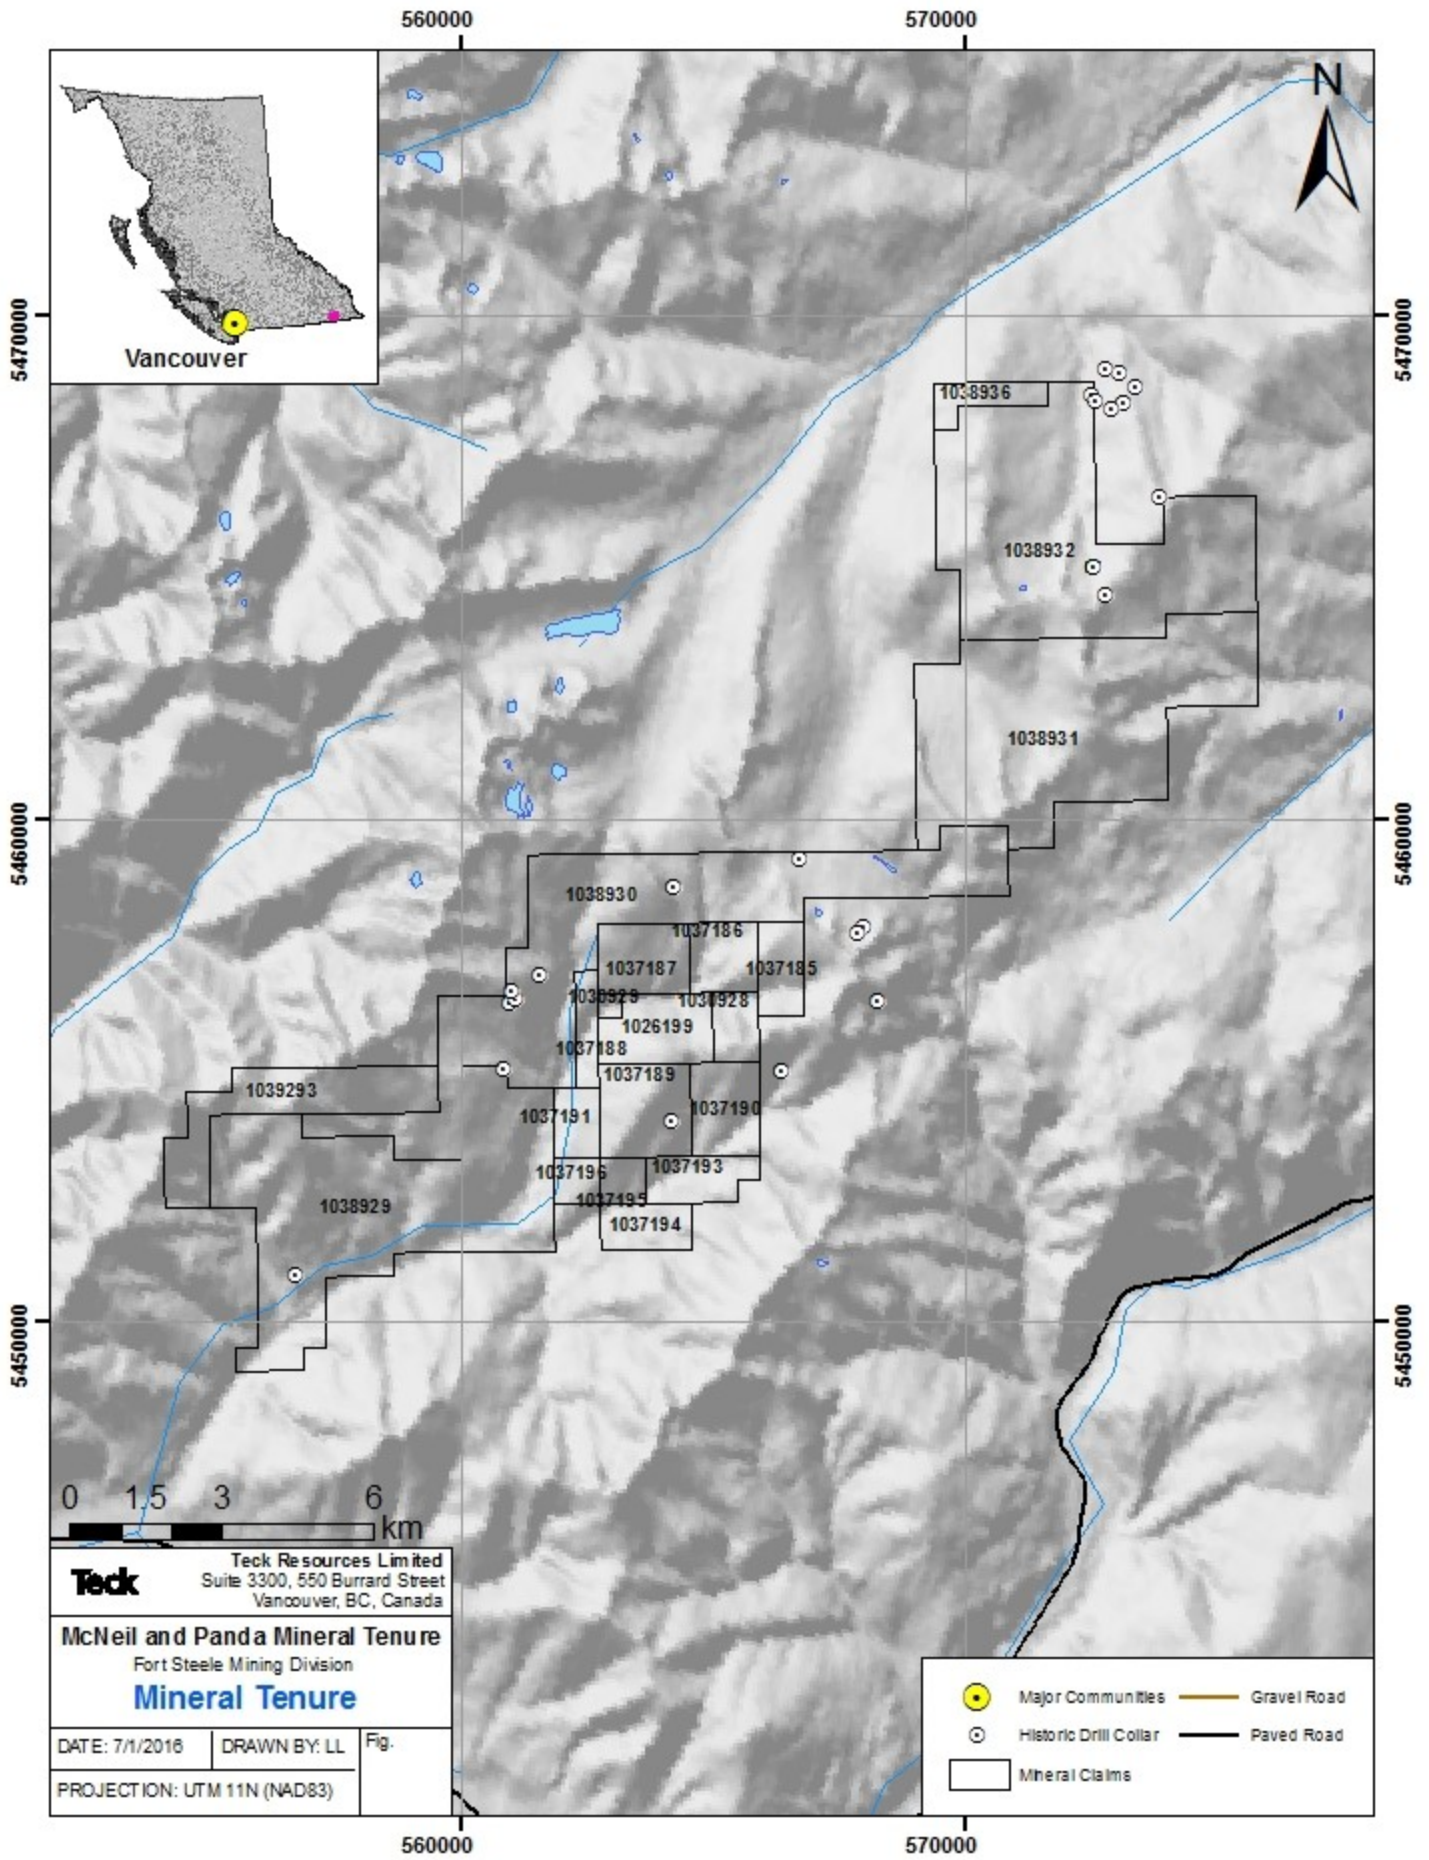 560000
570000
N
5470000
5470000
Vancouver
1038936
1038932
1038931
5460000
5460000
1038930
1037186
1037187
1037185
1038928
1026199
1037188
1037189
1039293
1037190
1037191
1037193
1037196
1038929
1037195
1037194
5450000
5450000
0 1.5 3 6
km
Teck
Teck Resources Limited
Suite 3300, 550 Burrard Street
Vancouver, BC, Canada
McNeil and Panda Mineral Tenure
Fort Steele Mining Division
Mineral Tenure
DATE: 7/1/2016
DRAWN BY: LL
Fig.
PROJECTION: UTM 11N (NAD83)
Major Communities
Gravel Road
Historic Drill Collar
Paved Road
Mineral Claims
560000
570000